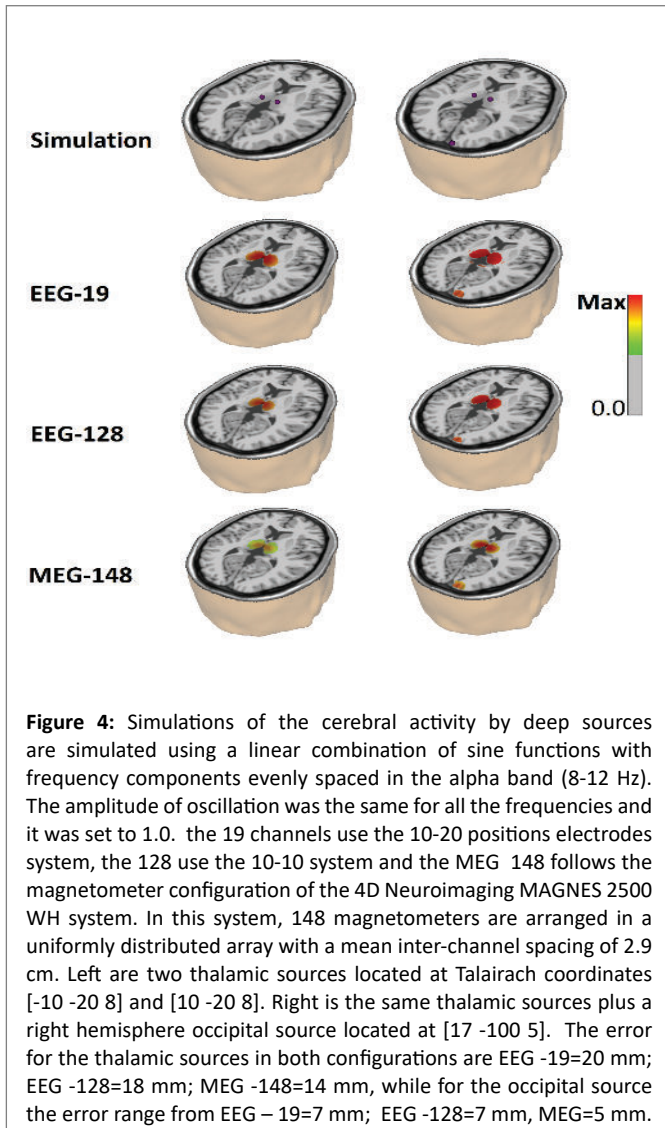 Simulation
EEG-19
Max
0.0
EEG-128
MEG-148
Figure 4: Simulations of the cerebral activity by deep sources
are simulated using a linear combination of sine functions with
frequency components evenly spaced in the alpha band (8-12 Hz).
The amplitude of oscillation was the same for all the frequencies and
it was set to 1.0. the 19 channels use the 10-20 positions electrodes
system, the 128 use the 10-10 system and the MEG 148 follows the
magnetometer configuration of the 4D Neuroimaging MAGNES 2500
WH system. In this system, 148 magnetometers are arranged in a
uniformly distributed array with a mean inter-channel spacing of 2.9
cm. Left are two thalamic sources located at Talairach coordinates
[-10 -20 8] and [10 -20 8]. Right is the same thalamic sources plus a
right hemisphere occipital source located at [17 -100 5]. The error
for the thalamic sources in both configurations are EEG -19=20 mm;
EEG -128=18 mm; MEG -148=14 mm, while for the occipital source
the error range from EEG – 19=7 mm; EEG -128=7 mm, MEG=5 mm.